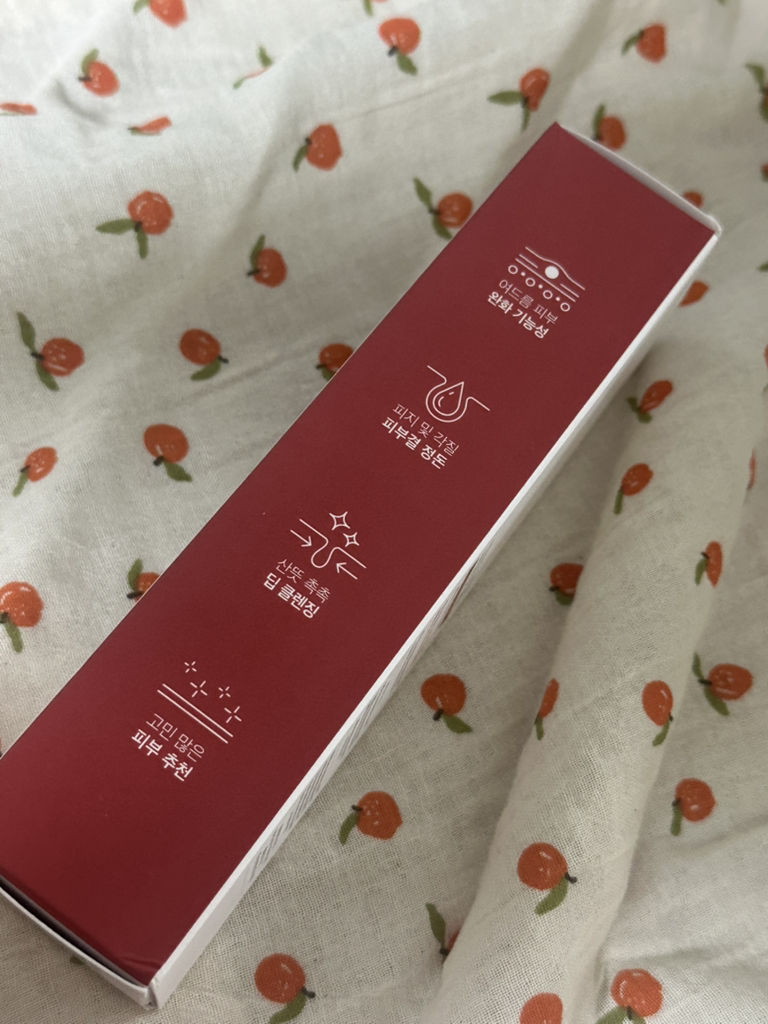 여드름 피부
완화 기능성
피지 및 각질
피부결 정돈
산뜻 촉촉
딥 클렌징
고민 많은
피부 추천